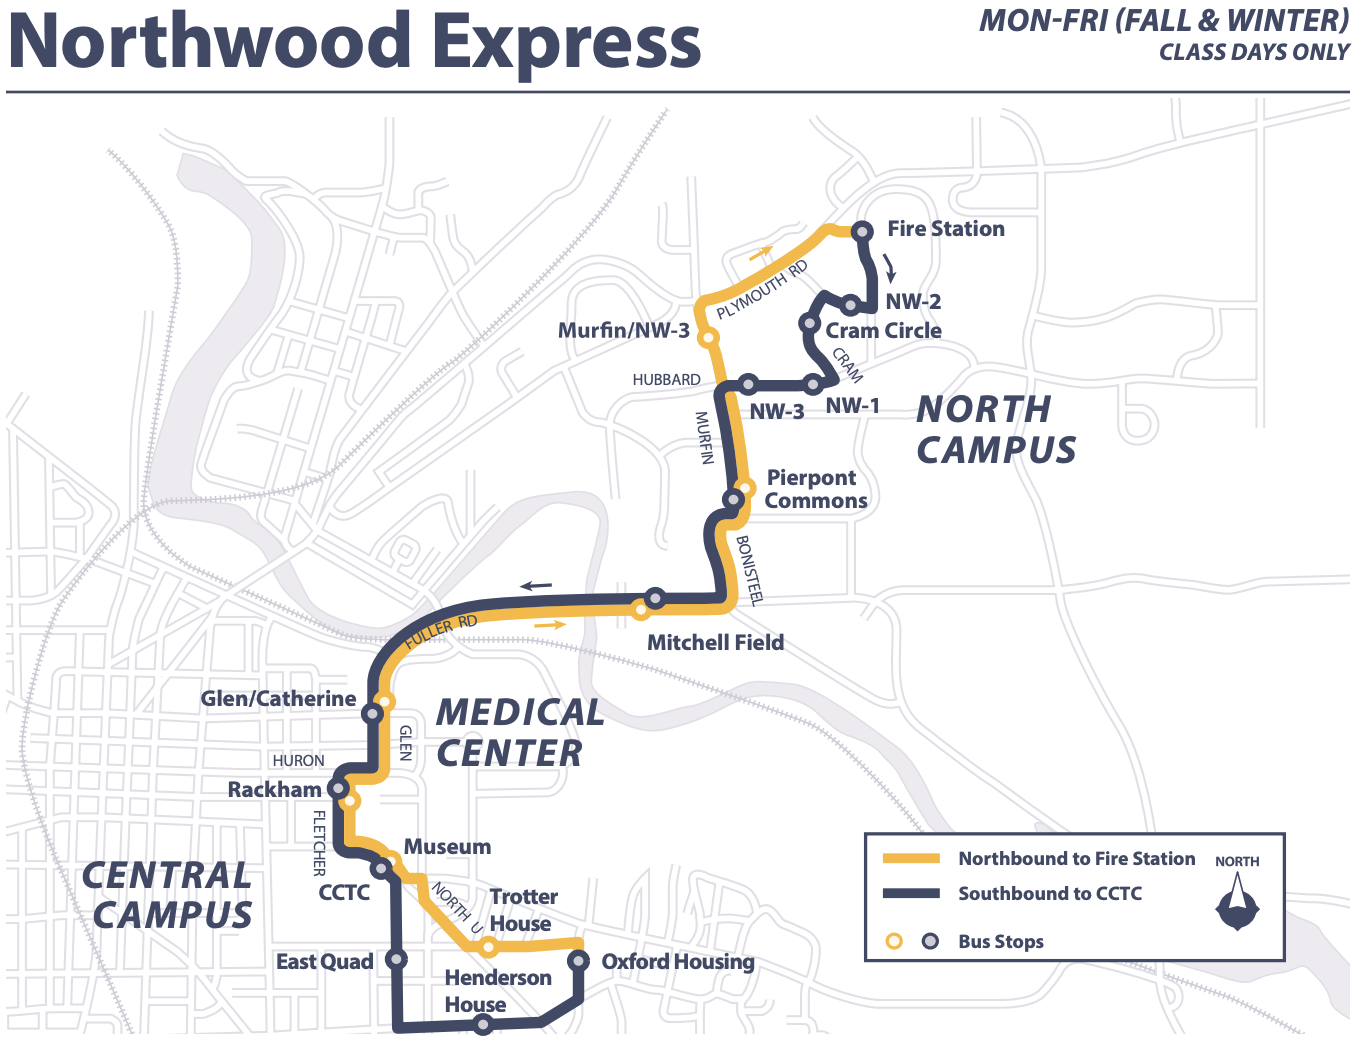 Northwood Express
MON-FRI (FALL & WINTER)
CLASS DAYS ONLY
Fire Station
PLYMOUTH RD
NW-2
Murfin/NW-3
Cram Circle
HUBBARD
CRAM
NW-3
NW-1
NORTH
CAMPUS
MURFIN
Pierpont
Commons
BONISTEEL
FULLER RD
Mitchell Field
Glen/Catherine
MEDICAL
CENTER
GLEN
HURON
Rackham
FLETCHER
Museum
CENTRAL
CAMPUS
CCTC
NORTH U
Trotter
House
East Quad
Henderson
House
Oxford Housing
Northbound to Fire Station
Southbound to CCTC
Bus Stops
NORTH